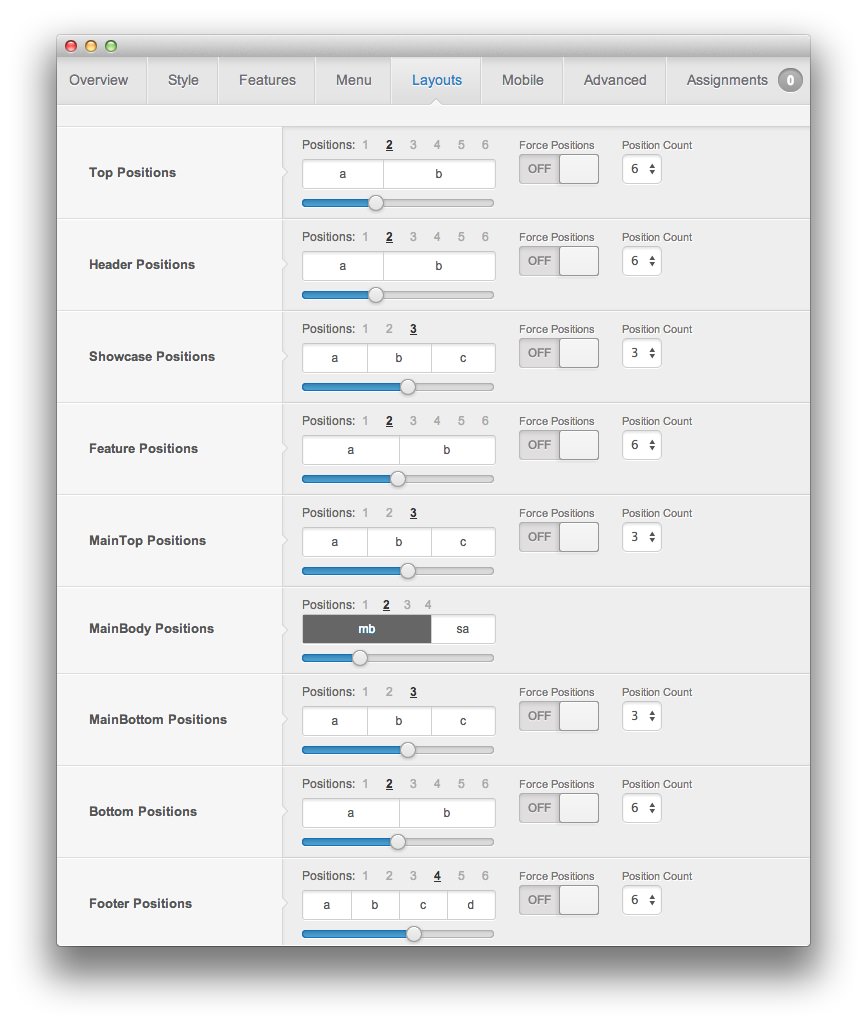 Overview Style Features Menu Layouts Mobile Advanced Assignments 0
Positions: 1 2 3 4 5 6 Force Positions Position Count
Top Positions a b OFF 6
Positions: 1 2 3 4 5 6 Force Positions Position Count
Header Positions a b OFF 6
Positions: 1 2 3 Force Positions Position Count
Showcase Positions a b c OFF 3
Positions: 1 2 3 4 5 6 Force Positions Position Count
Feature Positions a b OFF 6
Positions: 1 2 3 Force Positions Position Count
MainTop Positions a b c OFF 3
Positions: 1 2 3 4
MainBody Positions mb sa
Positions: 1 2 3 Force Positions Position Count
MainBottom Positions a b c OFF 3
Positions: 1 2 3 4 5 6 Force Positions Position Count
Bottom Positions a b OFF 6
Positions: 1 2 3 4 5 6 Force Positions Position Count
Footer Positions a b c d OFF 6